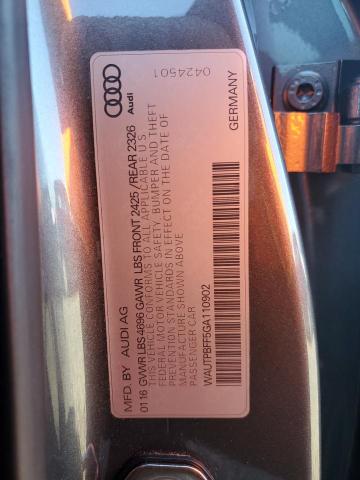 MFD. BY AUDI AG
0116 GVWR LBS 4696 GAWR LBS FRONT 2425 /REAR 2326
THIS VEHICLE CONFORMS TO ALL APPLICABLE U.S.
FEDERAL MOTOR VEHICLE SAFETY, BUMPER AND THEFT
PREVENTION STANDARDS IN EFFECT ON THE DATE OF
MANUFACTURE SHOWN ABOVE
PASSENGER CAR
WAUTPBFF5GA110902
GERMANY
Audi
0424501